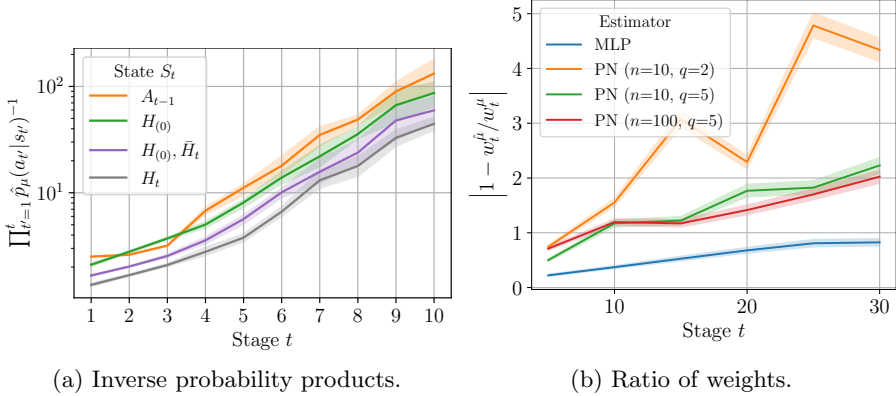 State $S_t$
$A_{t-1}$
$H_{(0)}$
$H_{(0)}, \bar{H}_t$
$H_t$
$10^2$
$10^1$
$\prod_{t'=1}^{t} \hat{p}_\mu(a_{t'} | s_{t'})^{-1}$
1 2 3 4 5 6 7 8 9 10
Stage $t$
(a) Inverse probability products.
Estimator
MLP
PN ($n$=10, $q$=2)
PN ($n$=10, $q$=5)
PN ($n$=100, $q$=5)
5
4
3
2
1
0
$|1 - \hat{w}_t^\mu / w_t^\mu|$
10 20 30
Stage $t$
(b) Ratio of weights.